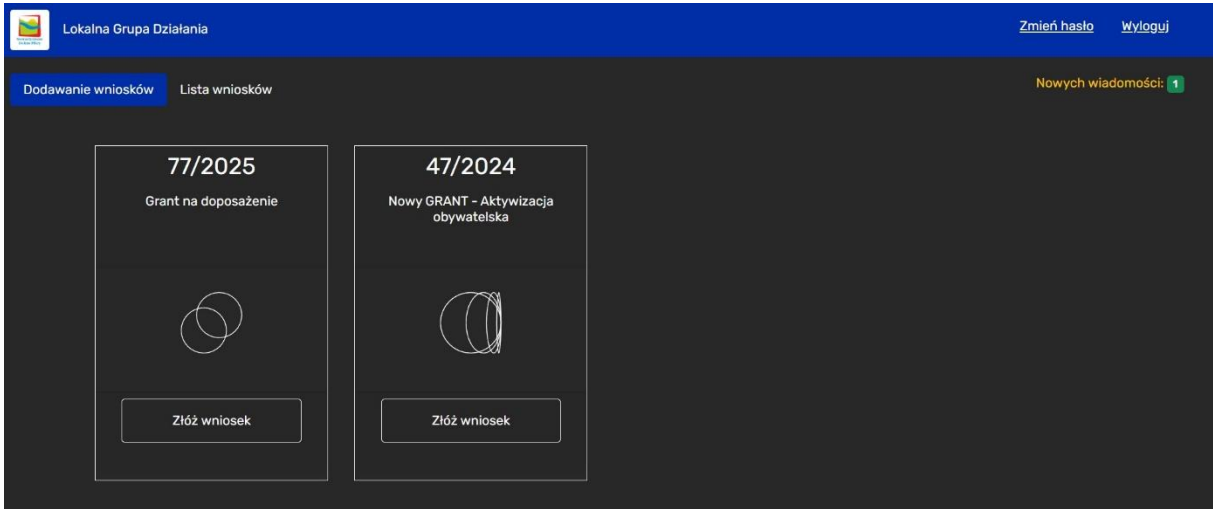 Lokalna Grupa Działania
Zmień hasło
Wyloguj
Dodawanie wniosków
Lista wniosków
Nowych wiadomości: 1
77/2025
Grant na doposażenie
Złóż wniosek
47/2024
Nowy GRANT - Aktywizacja
obywatelska
Złóż wniosek